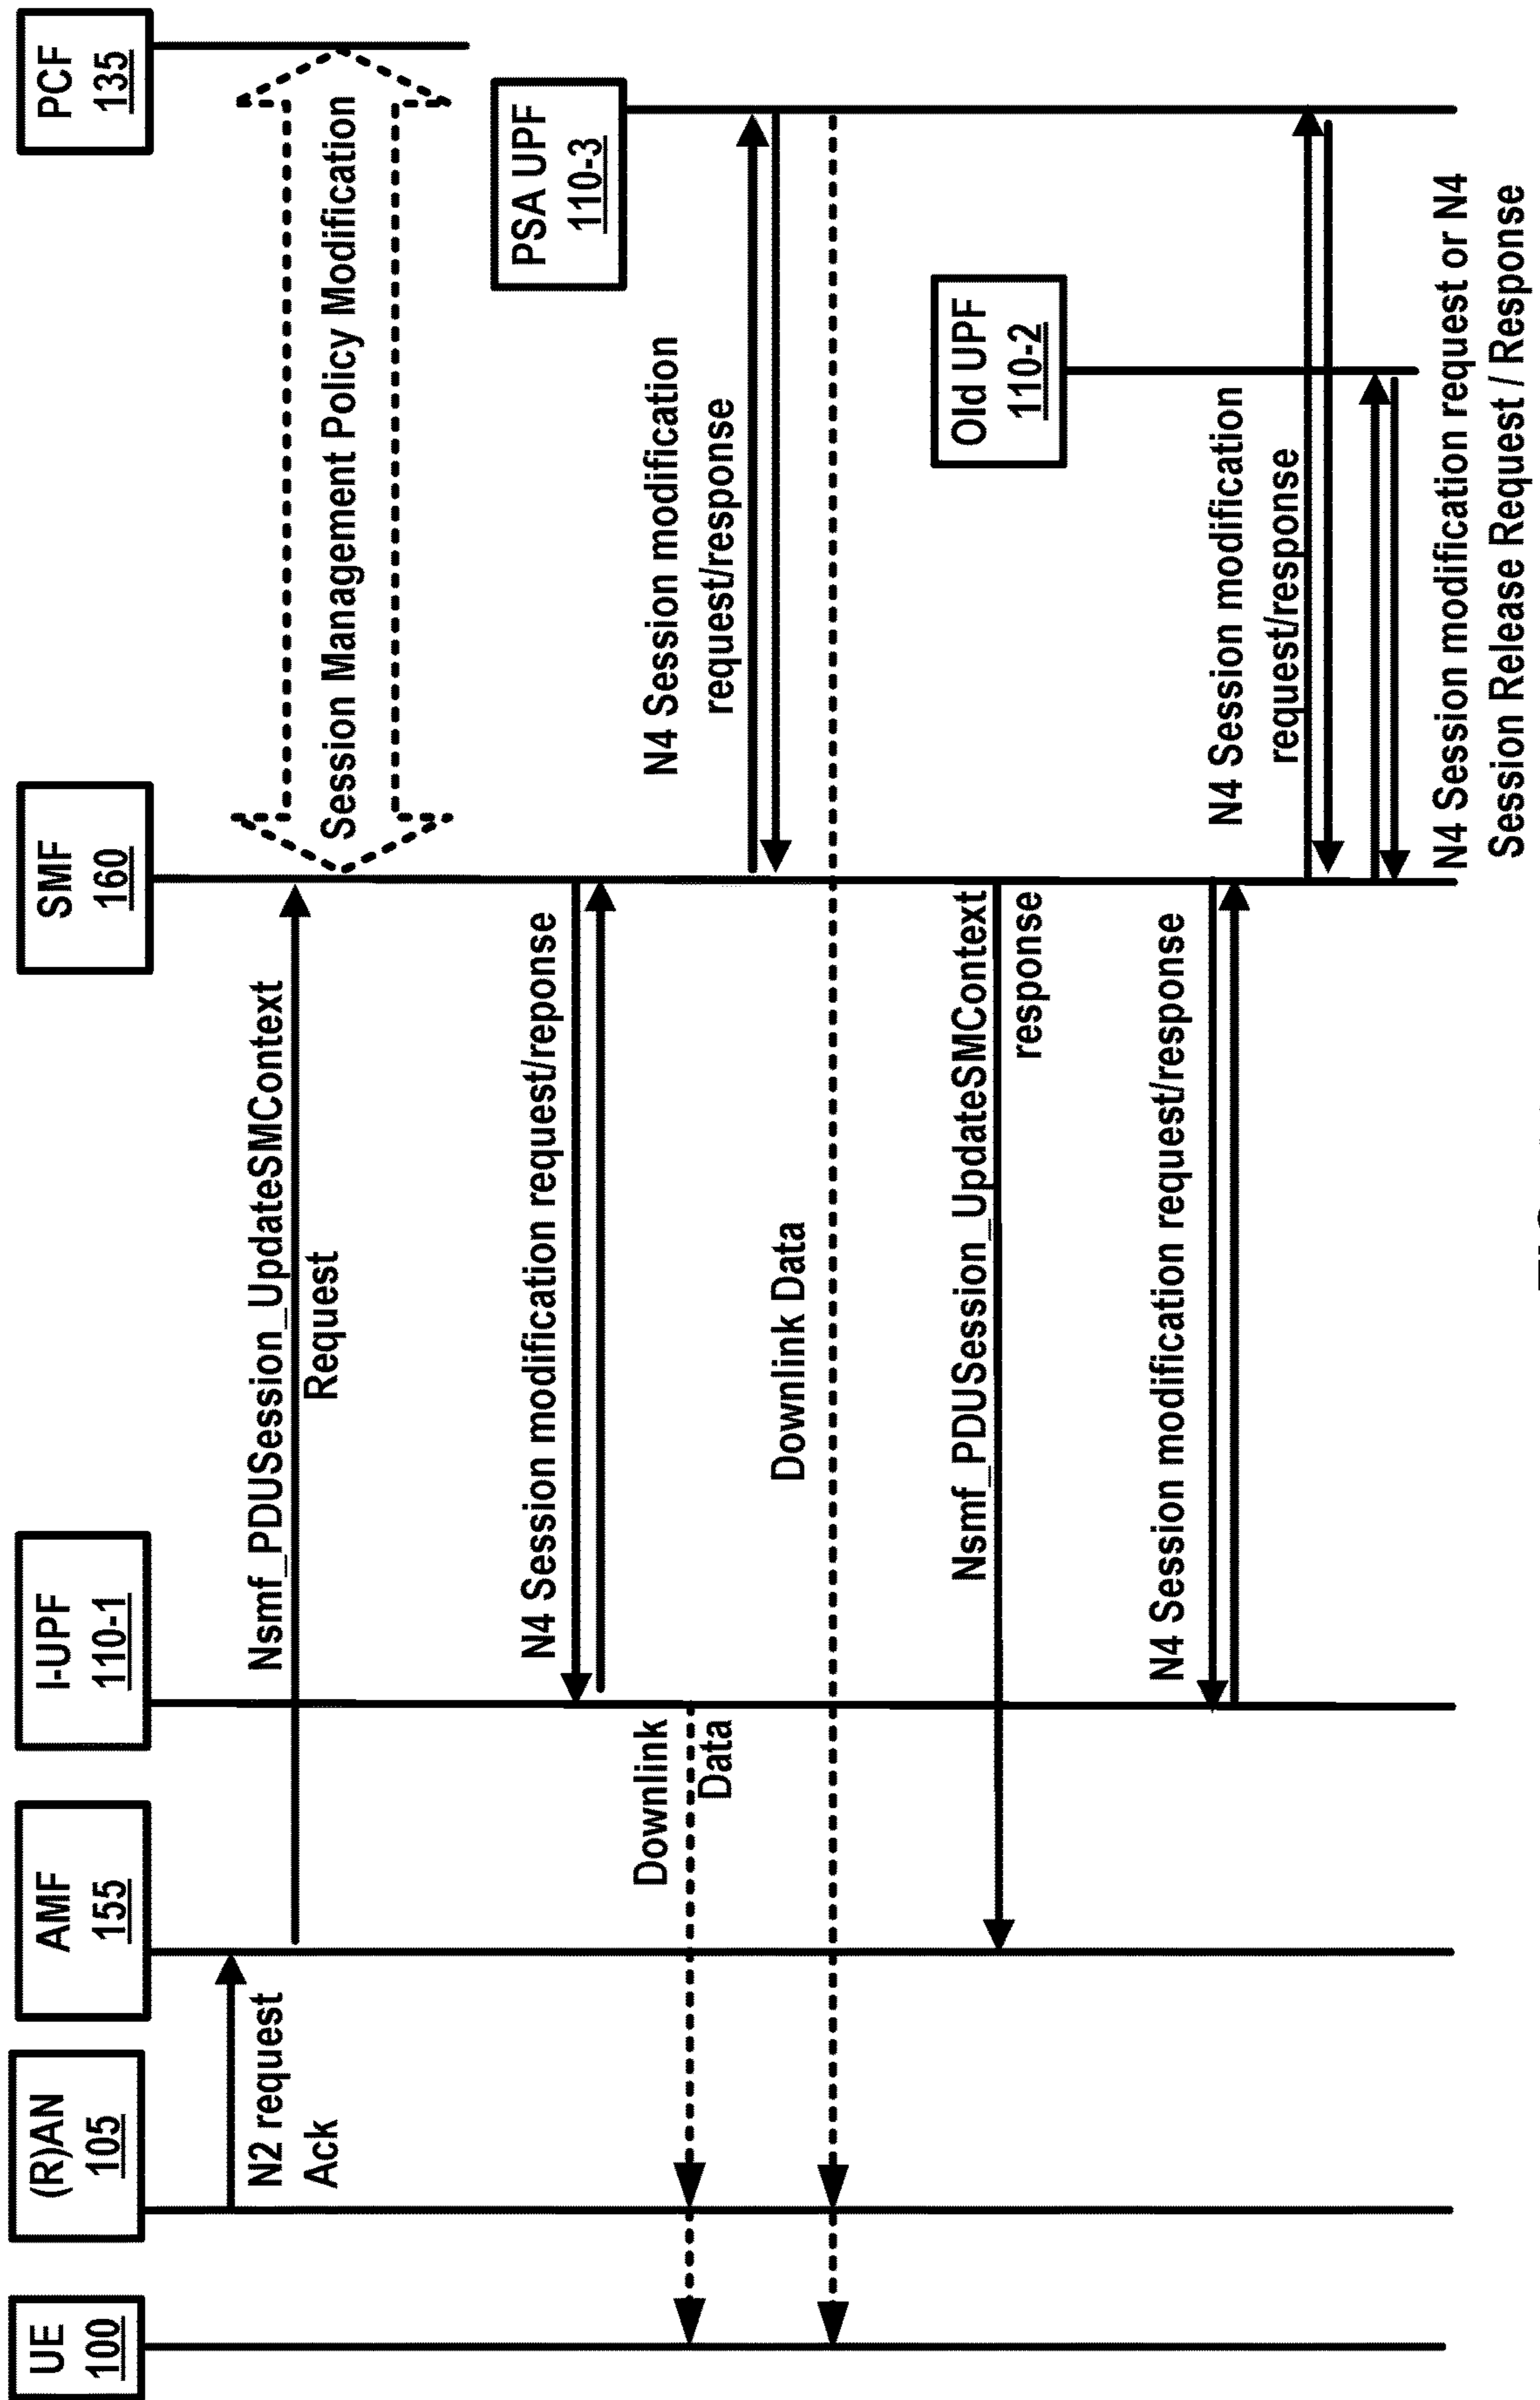 UE
100
(R)AN
105
AMF
155
I-UPF
110-1
SMF
160
PCF
135
N2 request
Ack
Nsmf_PDUSession_UpdateSMContext
Request
Session Management Policy Modification
N4 Session modification request/reponse
PSA UPF
110-3
Downlink
Data
N4 Session modification
request/response
Downlink Data
Old UPF
110-2
Nsmf_PDUSession_UpdateSMContext
response
N4 Session modification request/response
N4 Session modification
request/response
N4 Session modification request or N4
Session Release Request / Response